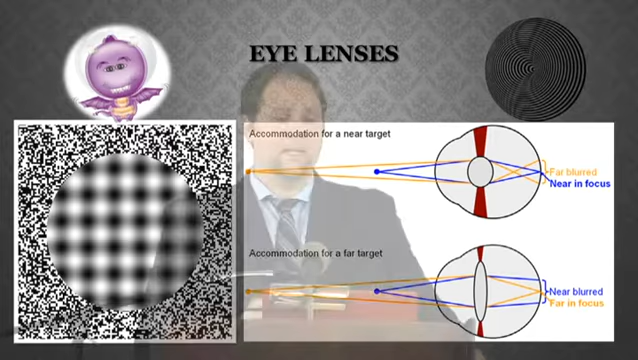 EYE LENSES
Accommodation for a near target
Far blurred
Near in focus
Accommodation for a far target
Near blurred
Far in focus